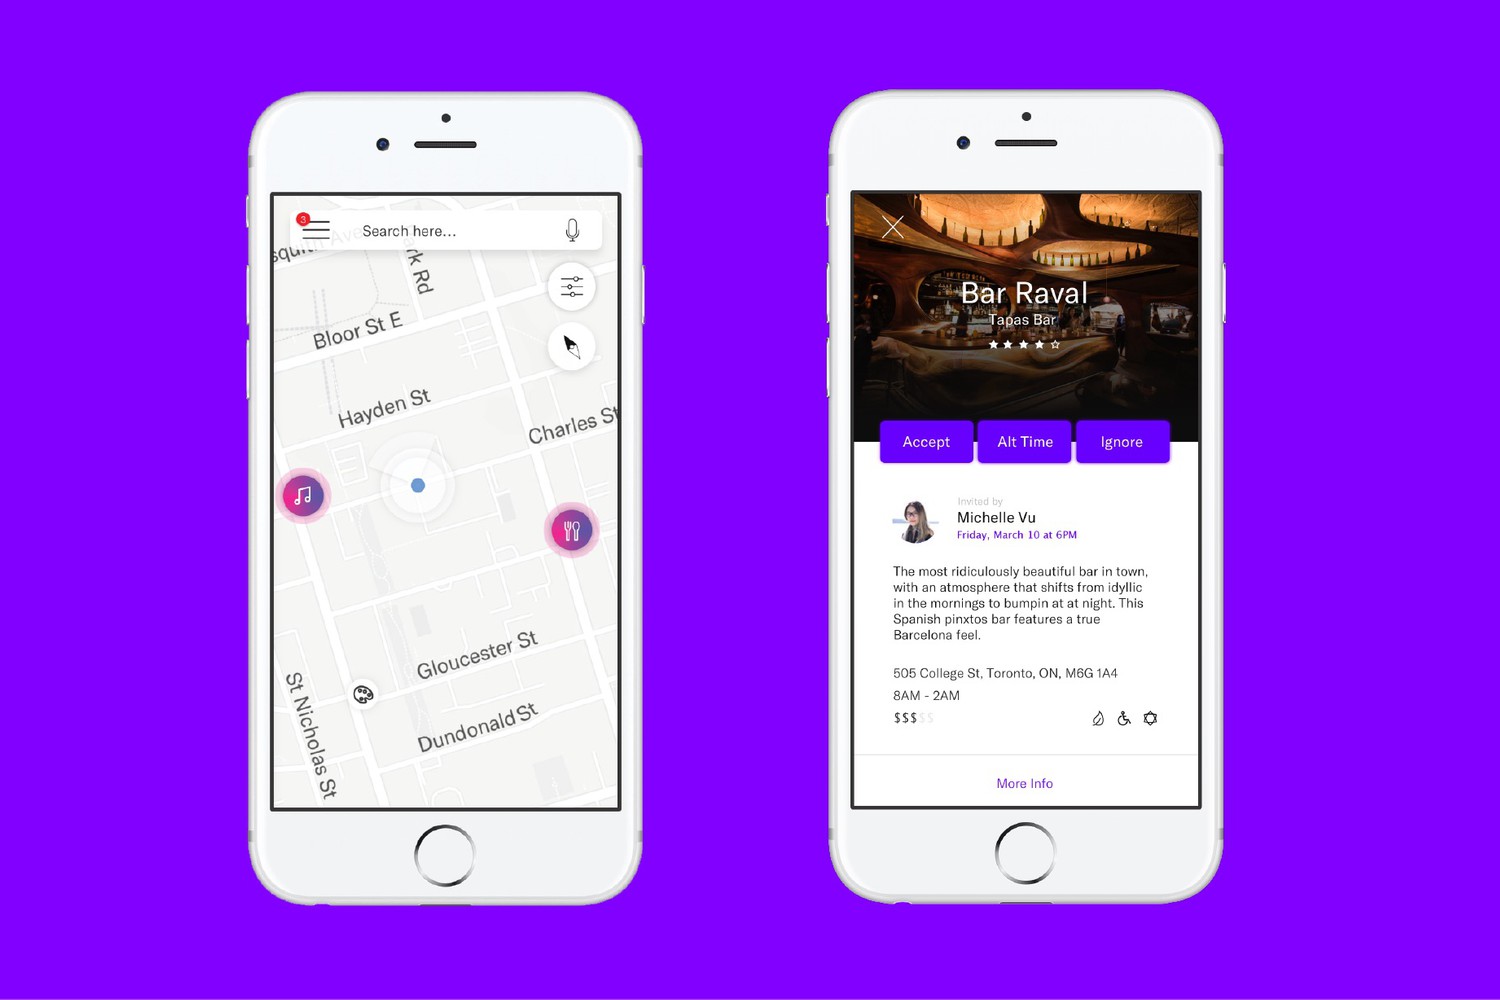 3
Search here...
squith Ave
ark Rd
Bloor St E
Hayden St
Charles St
Gloucester St
St Nicholas St
Dundonald St
Bar Raval
Tapas Bar
Accept
Alt Time
Ignore
Invited by
Michelle Vu
Friday, March 10 at 6PM
The most ridiculously beautiful bar in town,
with an atmosphere that shifts from idyllic
in the mornings to bumpin at at night. This
Spanish pinxtos bar features a true
Barcelona feel.
505 College St, Toronto, ON, M6G 1A4
8AM - 2AM
$$$$$
More Info